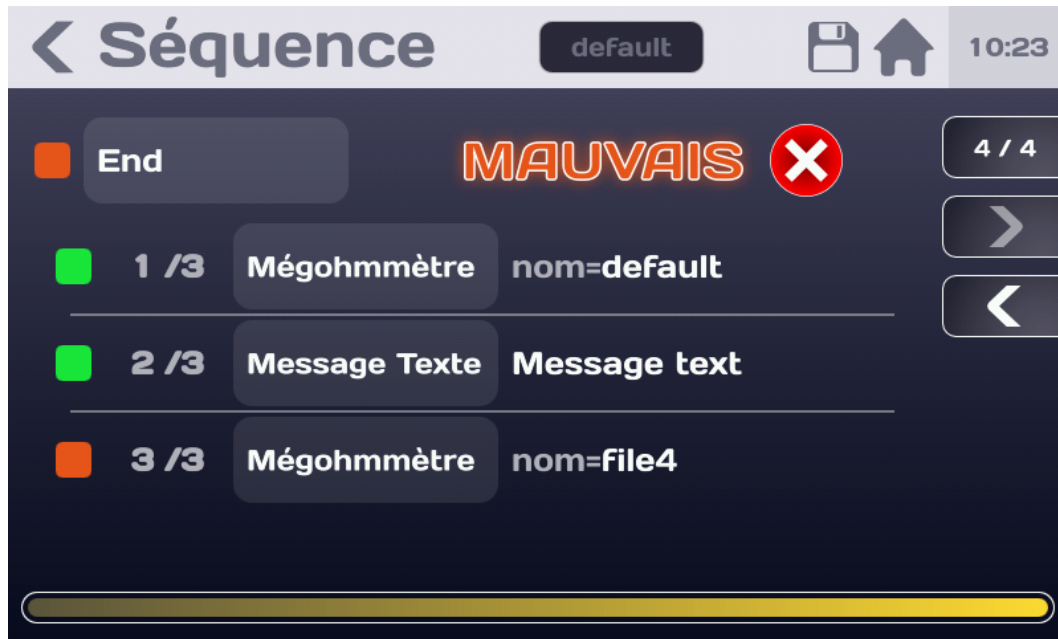 Séquence default 10:23
End MAUVAIS 4 / 4
1 /3 Mégohmmètre nom=default
2 /3 Message Texte Message text
3 /3 Mégohmmètre nom=file4